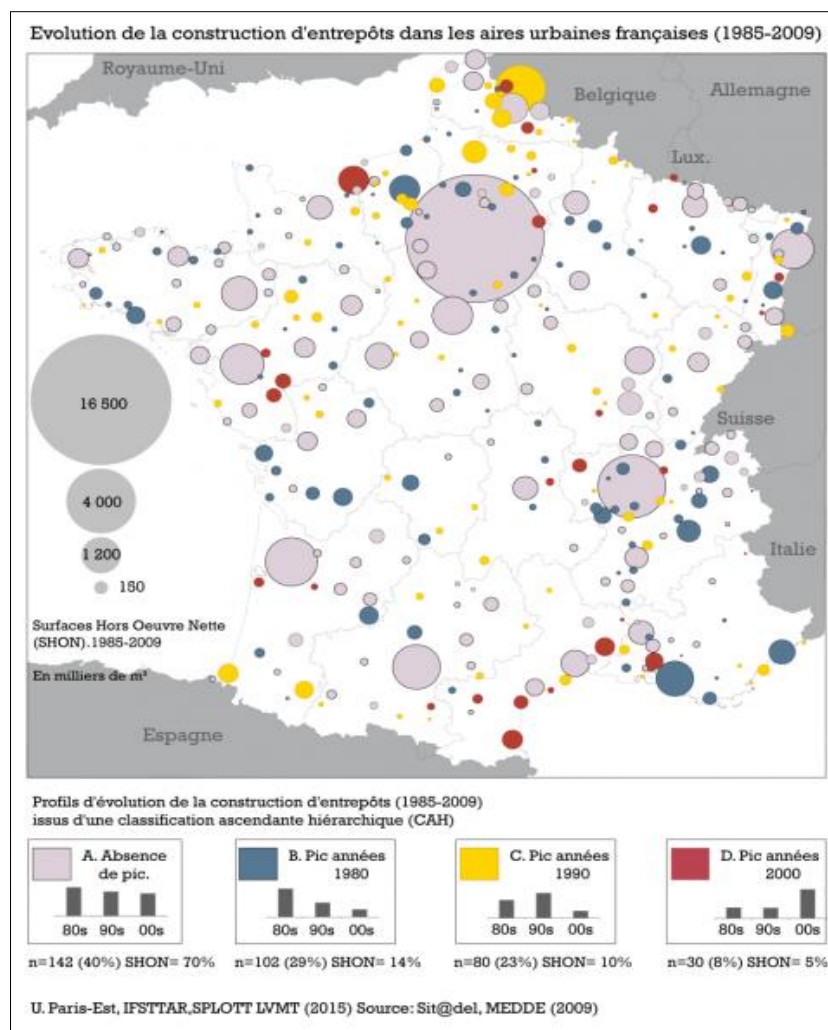 Evolution de la construction d'entrepôts dans les aires urbaines françaises (1985-2009)
Royaume-Uni
Belgique
Allemagne
Lux.
16 500
Suisse
4 000
Italie
1 200
150
Surfaces Hors Oeuvre Nette
(SHON).1985-2009
En milliers de m²
Espagne
Profils d'évolution de la construction d'entrepôts (1985-2009)
issus d'une classification ascendante hiérarchique (CAH)
A. Absence
de pic.
80s 90s 00s
n=142 (40%) SHON= 70%
B. Pic années
1980
80s 90s 00s
n=102 (29%) SHON= 14%
C. Pic années
1990
80s 90s 00s
n=80 (23%) SHON= 10%
D. Pic années
2000
80s 90s 00s
n=30 (8%) SHON= 5%
U. Paris-Est, IFSTTAR,SPLOTT LVMT (2015) Source: Sit@del, MEDDE (2009)